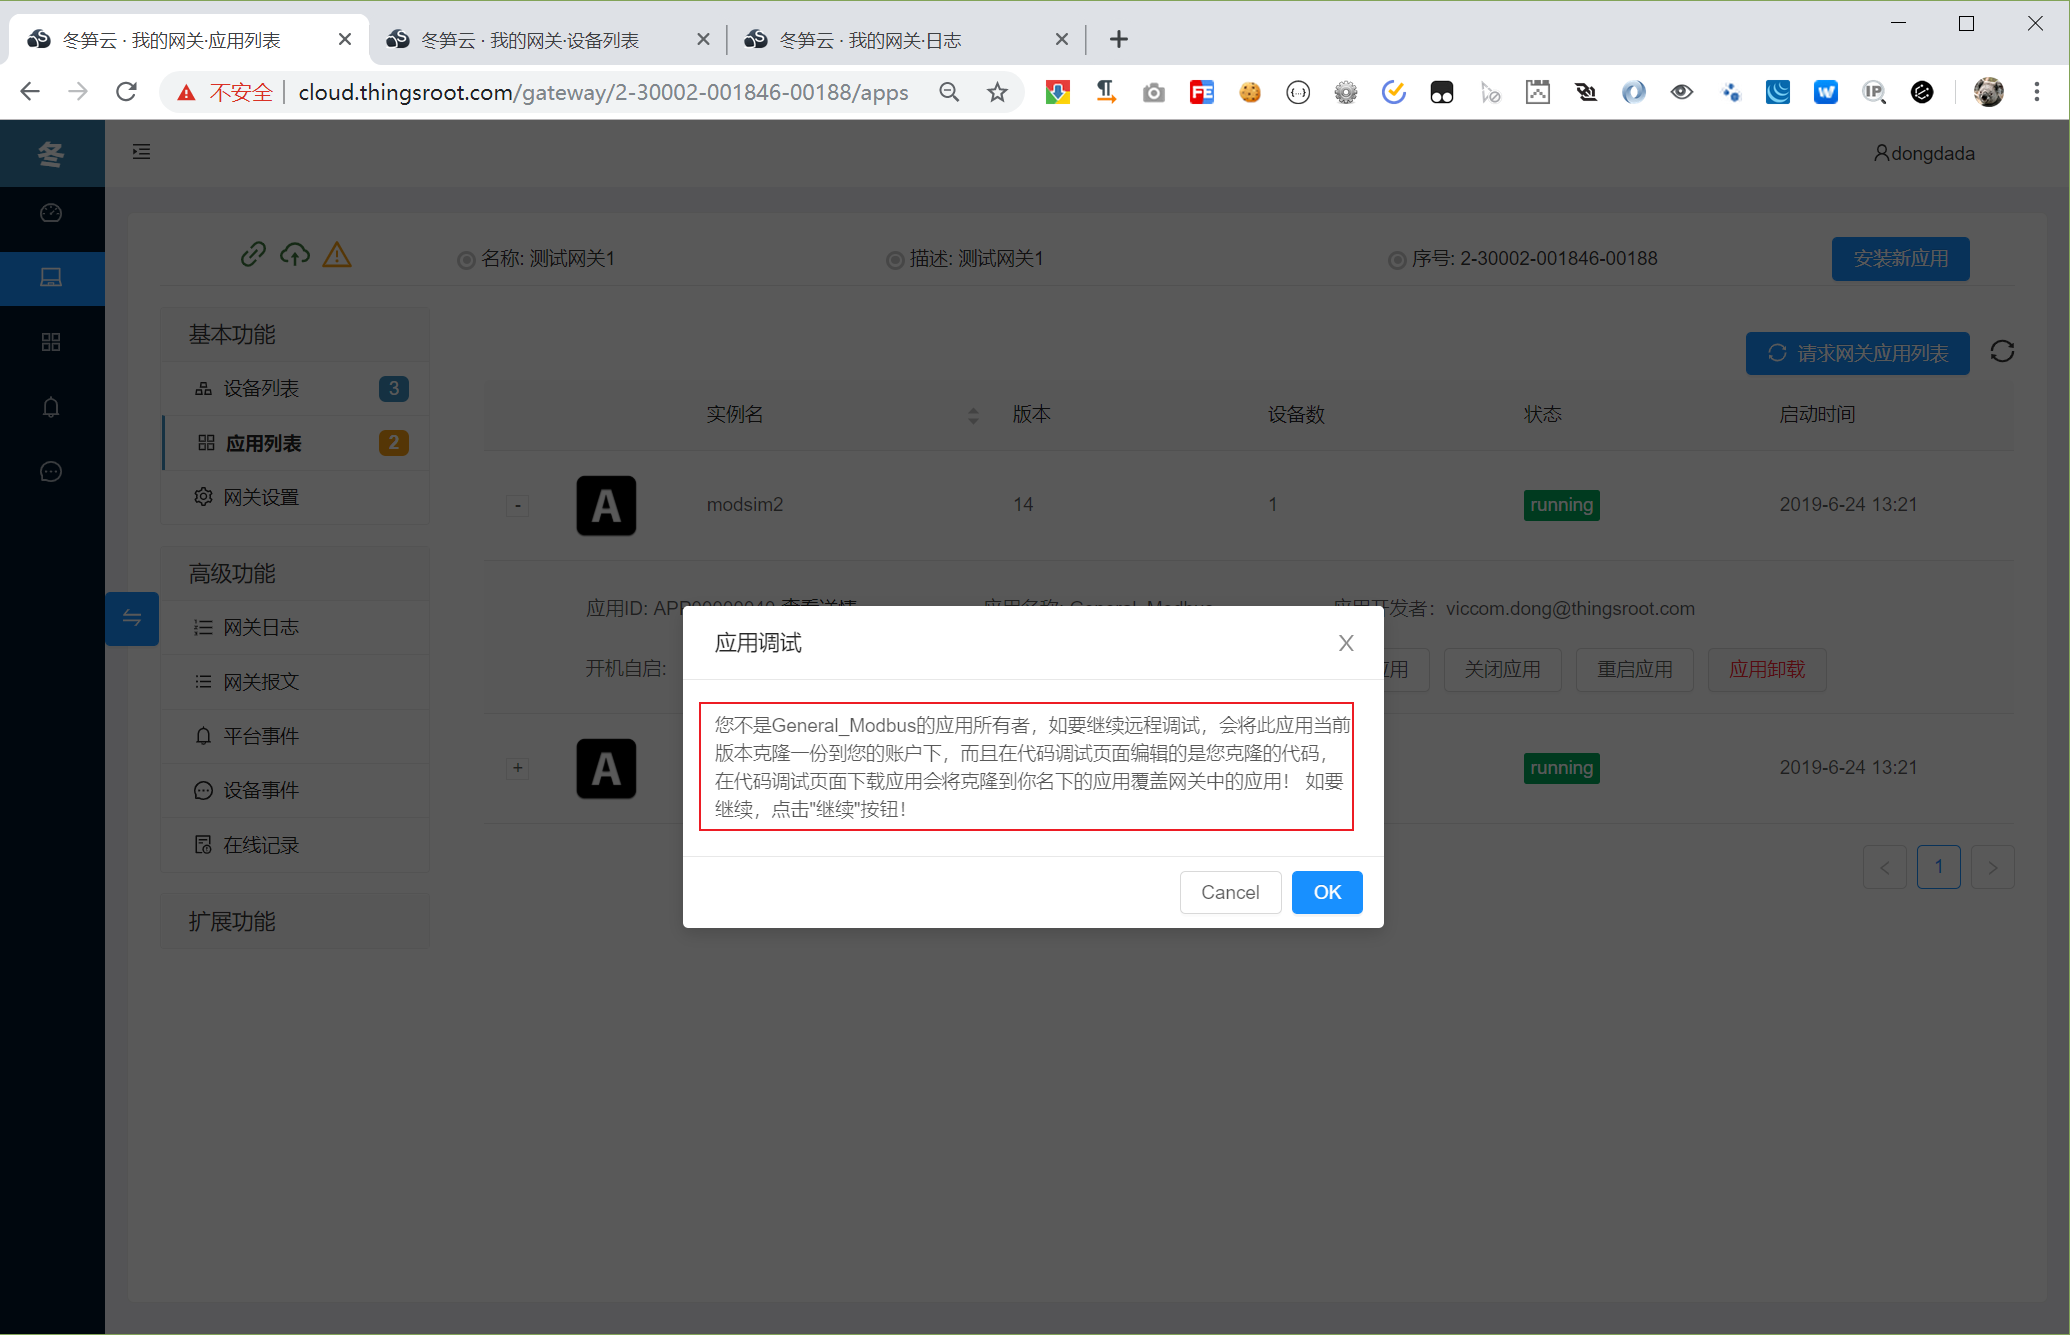 冬笋云 · 我的网关·应用列表
冬笋云 · 我的网关·设备列表
冬笋云 · 我的网关·日志
不安全
cloud.thingsroot.com/gateway/2-30002-001846-00188/apps
冬
dongdada
名称: 测试网关1
描述: 测试网关1
序号: 2-30002-001846-00188
安装新应用
基本功能
设备列表 3
应用列表 2
网关设置
高级功能
网关日志
网关报文
平台事件
设备事件
在线记录
扩展功能
请求网关应用列表
实例名 版本 设备数 状态 启动时间
- A modsim2 14 1 running 2019-6-24 13:21
应用ID:
应用开发者: viccom.dong@thingsroot.com
开机自启:
用 关闭应用 重启应用 应用卸载
+ A running 2019-6-24 13:21
< 1 >
应用调试 X
您不是General_Modbus的应用所有者，如要继续远程调试，会将此应用当前
版本克隆一份到您的账户下，而且在代码调试页面编辑的是您克隆的代码，
在代码调试页面下载应用会将克隆到你名下的应用覆盖网关中的应用！ 如要
继续，点击"继续"按钮！
Cancel OK